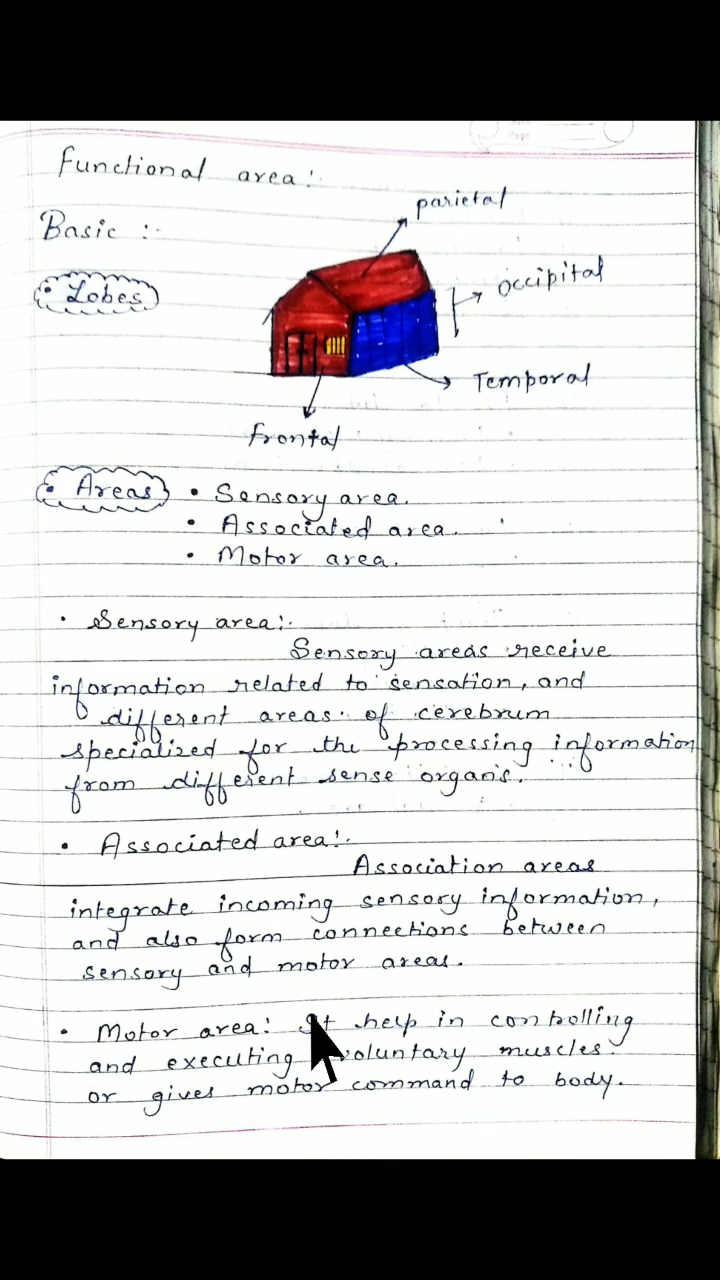 Functional area:
parietal
Basic :-
Occipital
• Lobes
Temporal
frontal
• Areas • Sensory area.
• Associated area.
• Motor area.
• Sensory area:.
Sensory areas receive
information related to sensation, and
different areas of cerebrum
specialized for the processing information
from different sense organs.
• Associated area:.
Association areas
integrate incoming sensory information,
and also form connections between
sensory and motor areas.
• Motor area: It help in controlling
and executing voluntary muscles.
or gives motor command to body.